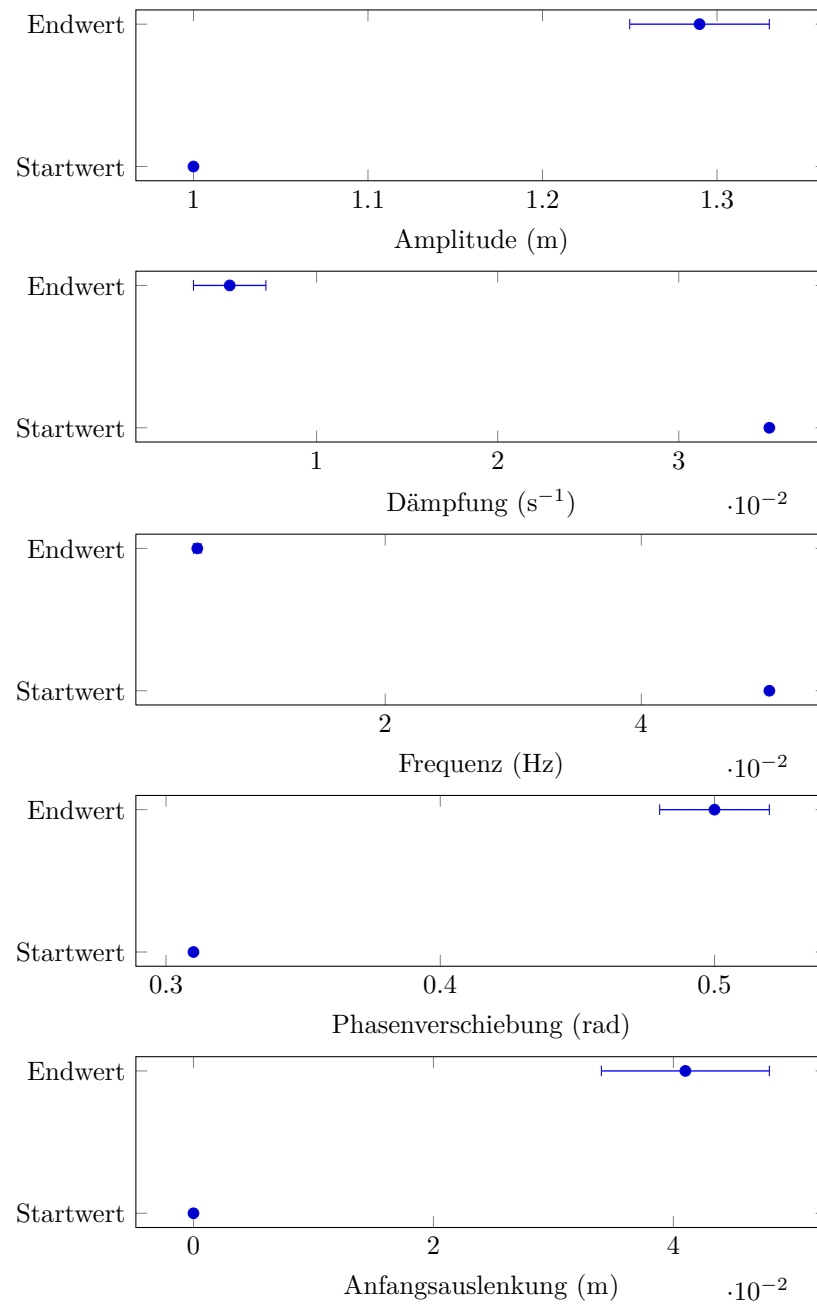 Endwert
Startwert
1 1.1 1.2 1.3
Amplitude (m)
Endwert
Startwert
1 2 3
Dämpfung (s⁻¹) ·10⁻²
Endwert
Startwert
2 4
Frequenz (Hz) ·10⁻²
Endwert
Startwert
0.3 0.4 0.5
Phasenverschiebung (rad)
Endwert
Startwert
0 2 4
Anfangsauslenkung (m) ·10⁻²